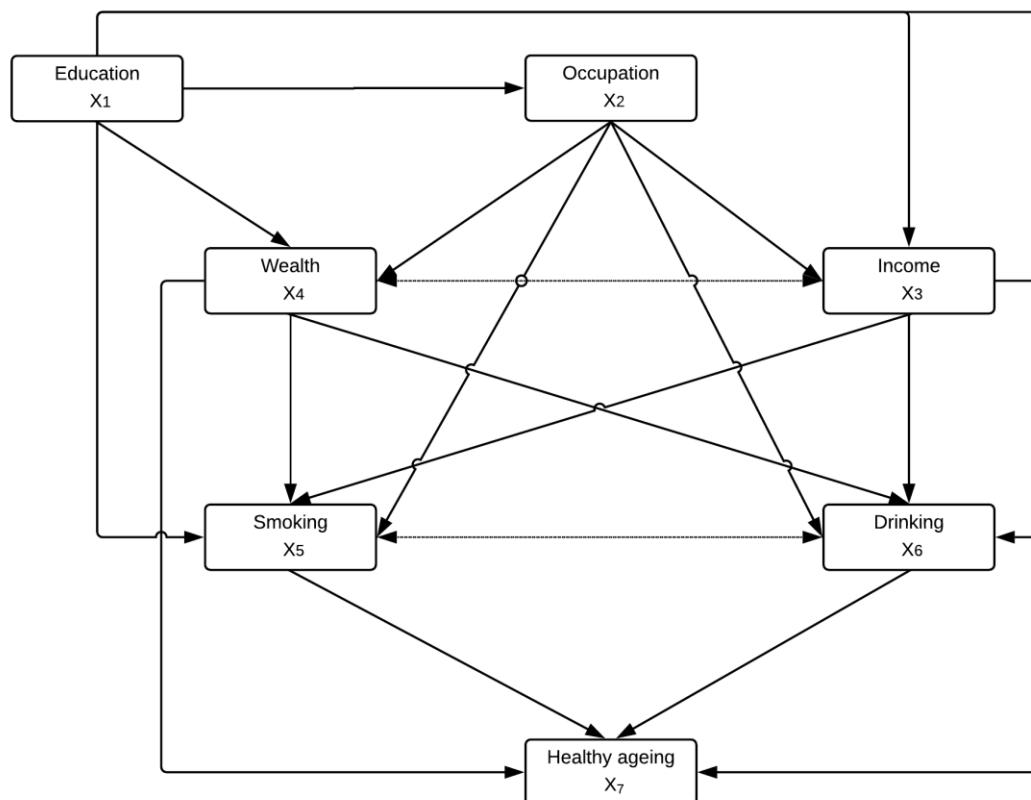 Education
X1
Occupation
X2
Wealth
X4
Income
X3
Smoking
X5
Drinking
X6
Healthy ageing
X7